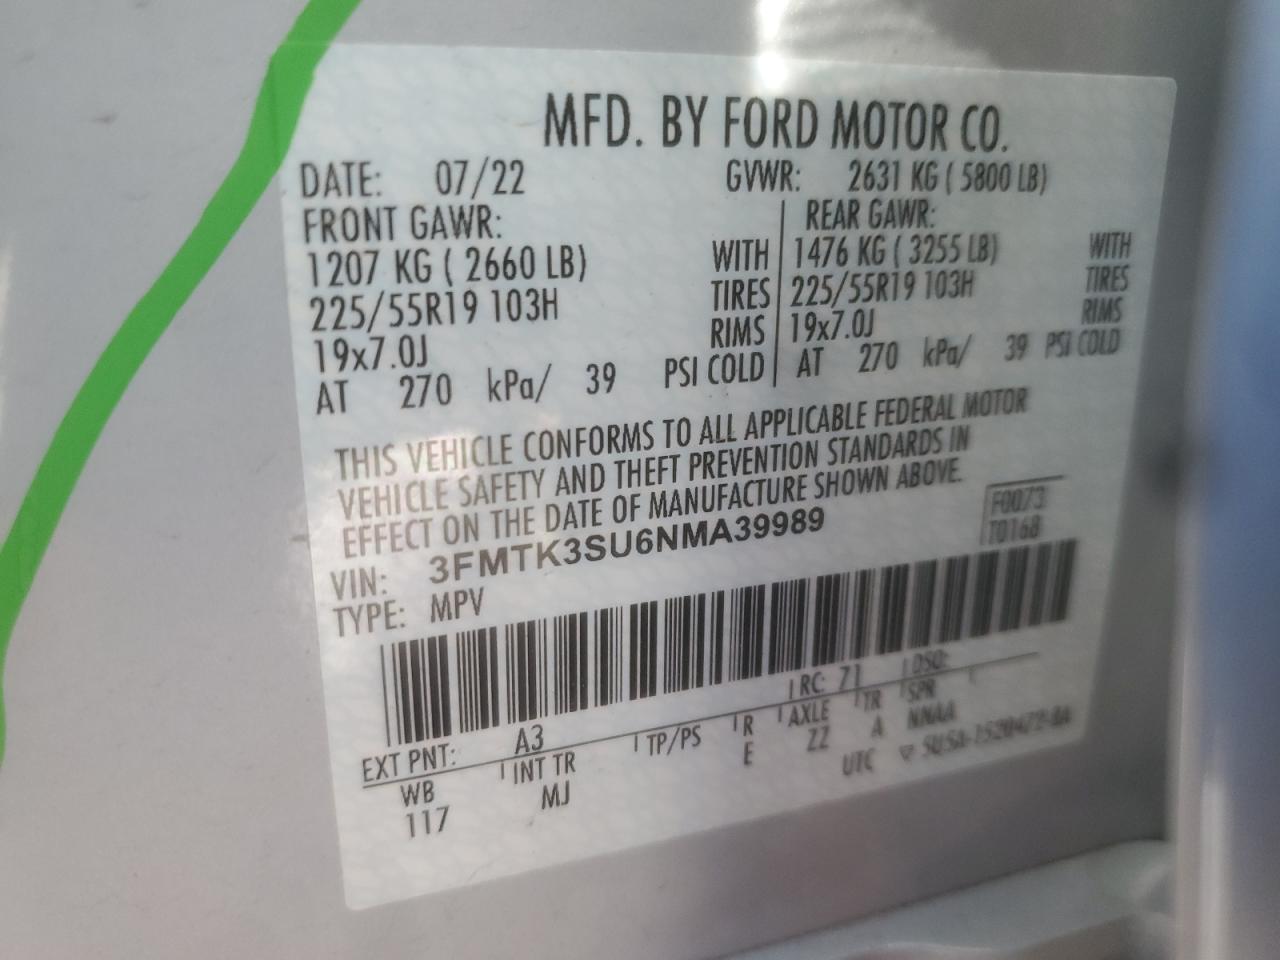 MFD. BY FORD MOTOR CO.
DATE: 07/22 GVWR: 2631 KG ( 5800 LB)
FRONT GAWR:
1207 KG ( 2660 LB) WITH
225/55R19 103H TIRES
19x7.0J RIMS
AT 270 kPa/ 39 PSI COLD
REAR GAWR:
1476 KG ( 3255 LB) WITH
225/55R19 103H TIRES
19x7.0J RIMS
AT 270 kPa/ 39 PSI COLD
THIS VEHICLE CONFORMS TO ALL APPLICABLE FEDERAL MOTOR
VEHICLE SAFETY AND THEFT PREVENTION STANDARDS IN
EFFECT ON THE DATE OF MANUFACTURE SHOWN ABOVE.
F0073
T0168
VIN: 3FMTK3SU6NMA39989
TYPE: MPV
EXT PNT: A3 RC: 71 DSO:
WB INT TR TP/PS R AXLE TR SPR
117 MJ E ZZ A NNAA
UTC